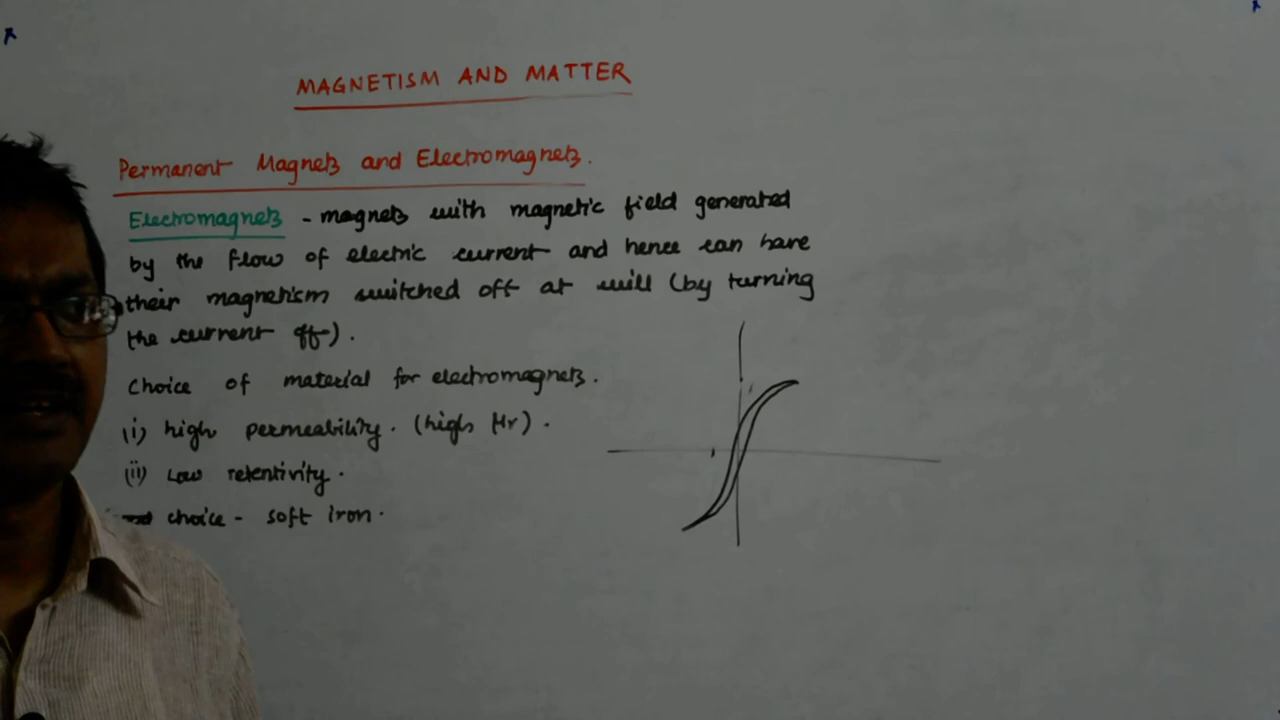 MAGNETISM AND MATTER
Permanent Magnets and Electromagnets.
Electromagnets - magnets with magnetic field generated
by the flow of electric current and hence can have
their magnetism switched off at will (by turning
the current off).
Choice of material for electromagnets.
(i) high permeability. (high μr).
(ii) Low retentivity.
choice - soft iron.